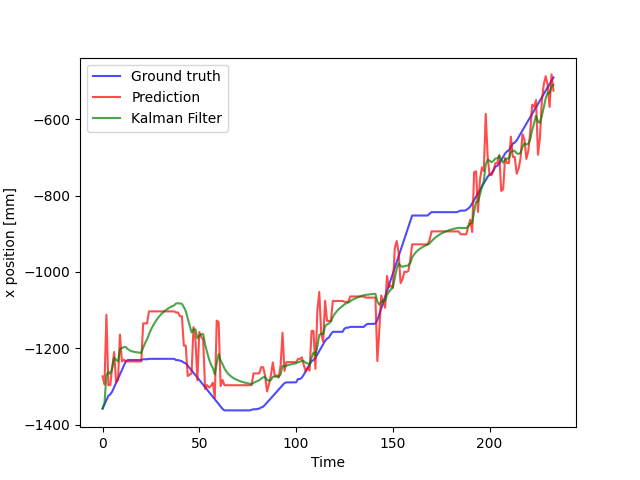 Ground truth
Prediction
Kalman Filter
x position [mm]
−600
−800
−1000
−1200
−1400
0 50 100 150 200
Time